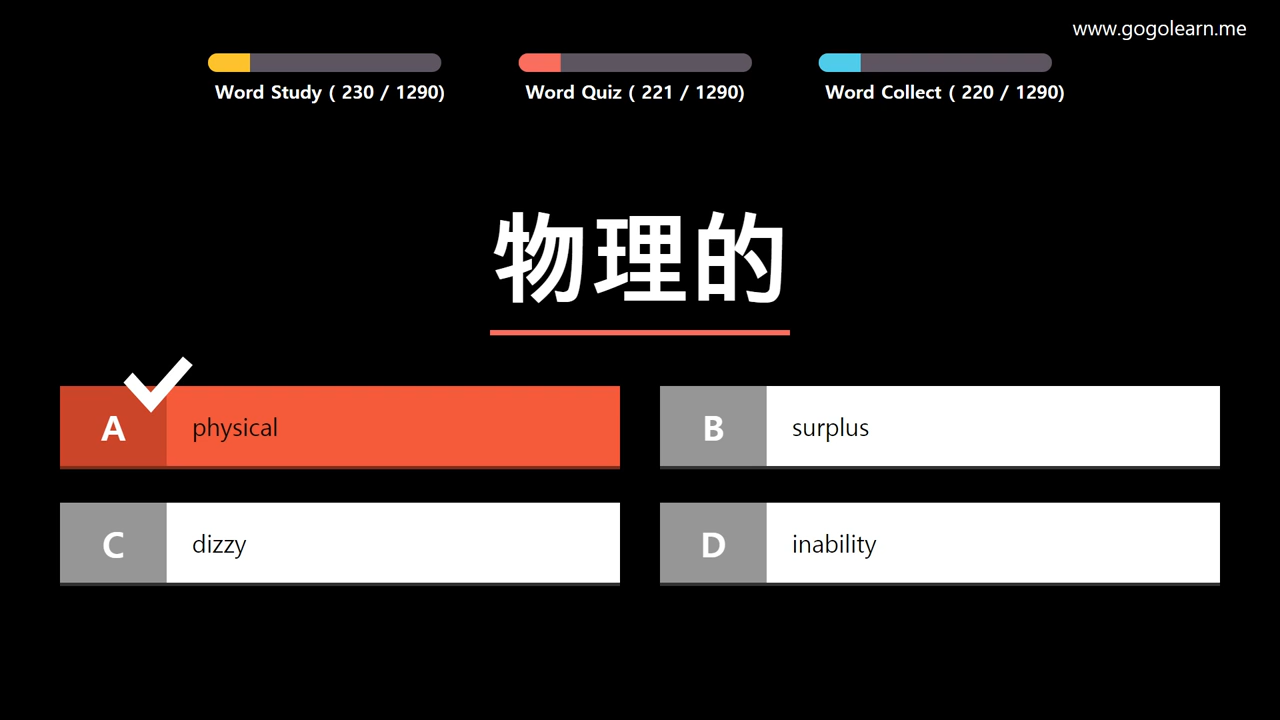 www.gogolearn.me
Word Study ( 230 / 1290)
Word Quiz ( 221 / 1290)
Word Collect ( 220 / 1290)
物理的
A physical
B surplus
C dizzy
D inability